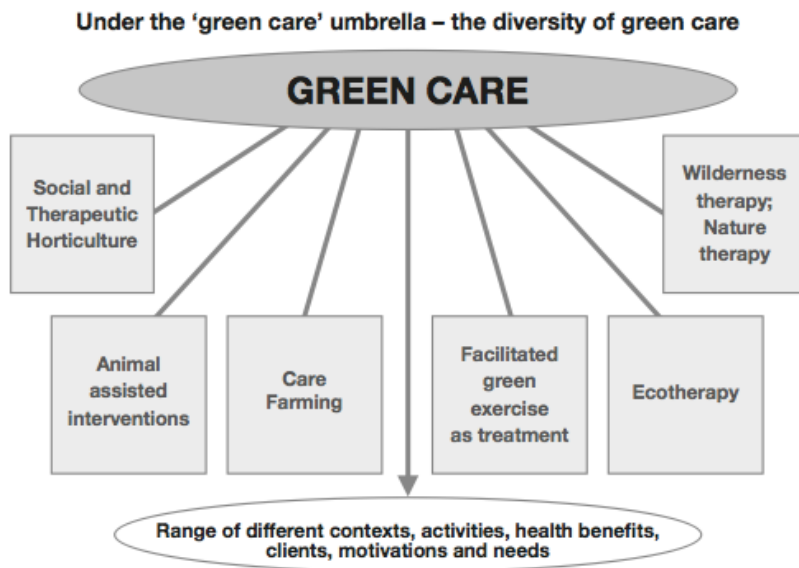 Under the ‘green care’ umbrella – the diversity of green care
GREEN CARE
Social and
Therapeutic
Horticulture
Wilderness
therapy;
Nature
therapy
Animal
assisted
interventions
Care
Farming
Facilitated
green
exercise
as treatment
Ecotherapy
Range of different contexts, activities, health benefits,
clients, motivations and needs